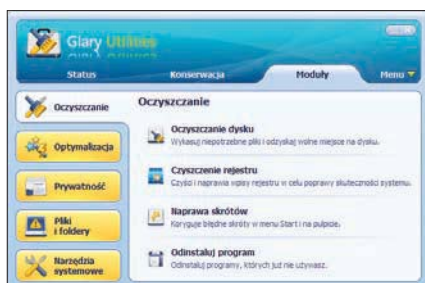 Glary Utilities
Status Konserwacja Moduły Menu
Oczyszczanie
Optymalizacja
Prywatność
Pliki
i foldery
Narzędzia
systemowe
Oczyszczanie
Oczyszczanie dysku
Wykasuj niepotrzebne pliki i odzyskaj wolne miejsce na dysku.
Czyszczenie rejestru
Czyści i naprawia wpisy rejestru w celu poprawy skuteczności systemu.
Naprawa skrótów
Koryguje błędne skróty w menu Start i na pulpicie.
Odinstaluj program
Odinstaluj programy, których już nie używasz.